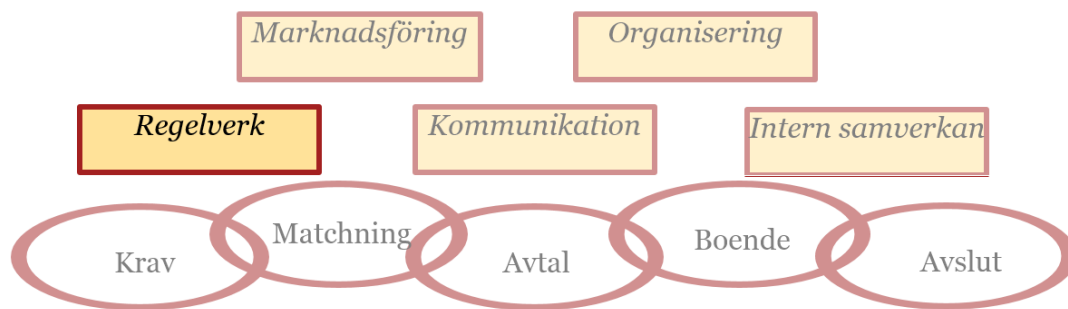 Marknadsföring
Organisering
Regelverk
Kommunikation
Intern samverkan
Krav
Matchning
Avtal
Boende
Avslut